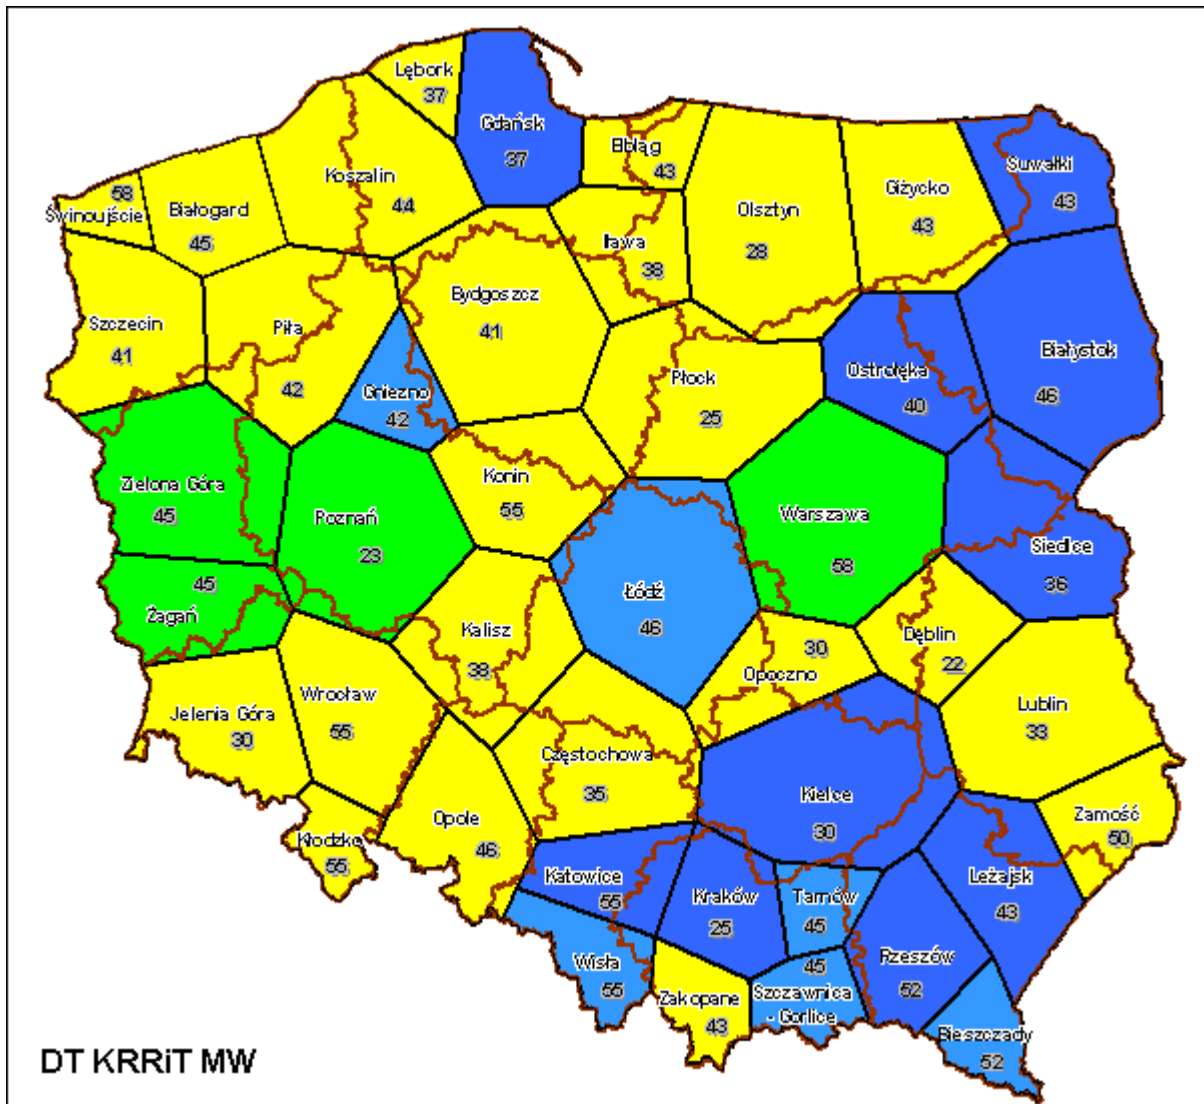 Lębork
37
Gdańsk
37
Elbląg
43
Suwałki
43
Giżycko
43
Koszalin
44
Świnoujście
58
Białogard
45
Olsztyn
28
Iława
38
Bydgoszcz
41
Szczecin
41
Piła
42
Białystok
46
Ostrołęka
40
Płock
25
Gniezno
42
Konin
55
Zielona Góra
45
Poznań
23
Warszawa
58
Siedlce
36
Łódź
46
45
Żagań
Kalisz
38
Dęblin
22
30
Opoczno
Wrocław
55
Jelenia Góra
30
Lublin
33
Częstochowa
35
Kielce
30
Zamość
50
Opole
46
Kłodzko
55
Katowice
55
Kraków
25
Tarnów
45
Leżajsk
43
Wisła
55
Rzeszów
52
45
Szczawnica
- Gorlice
Zakopane
43
Bieszczady
52
DT KRRiT MW